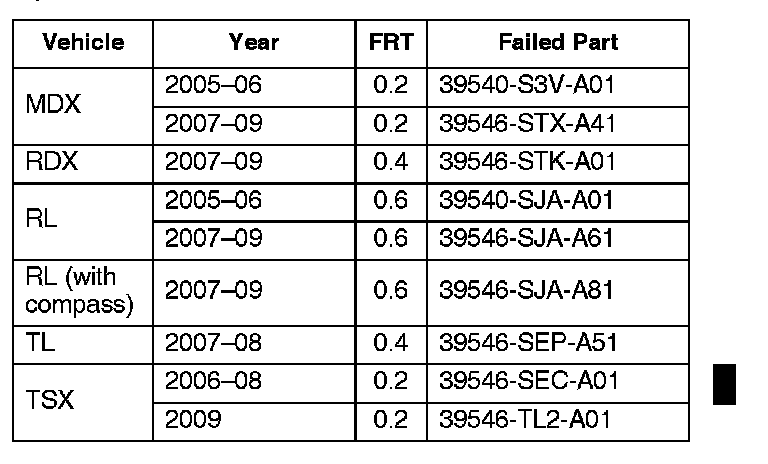 Vehicle Year FRT Failed Part
MDX 2005–06 0.2 39540-S3V-A01
2007–09 0.2 39546-STX-A41
RDX 2007–09 0.4 39546-STK-A01
RL 2005–06 0.6 39540-SJA-A01
2007–09 0.6 39546-SJA-A61
RL (with
compass) 2007–09 0.6 39546-SJA-A81
TL 2007–08 0.4 39546-SEP-A51
TSX 2006–08 0.2 39546-SEC-A01
2009 0.2 39546-TL2-A01